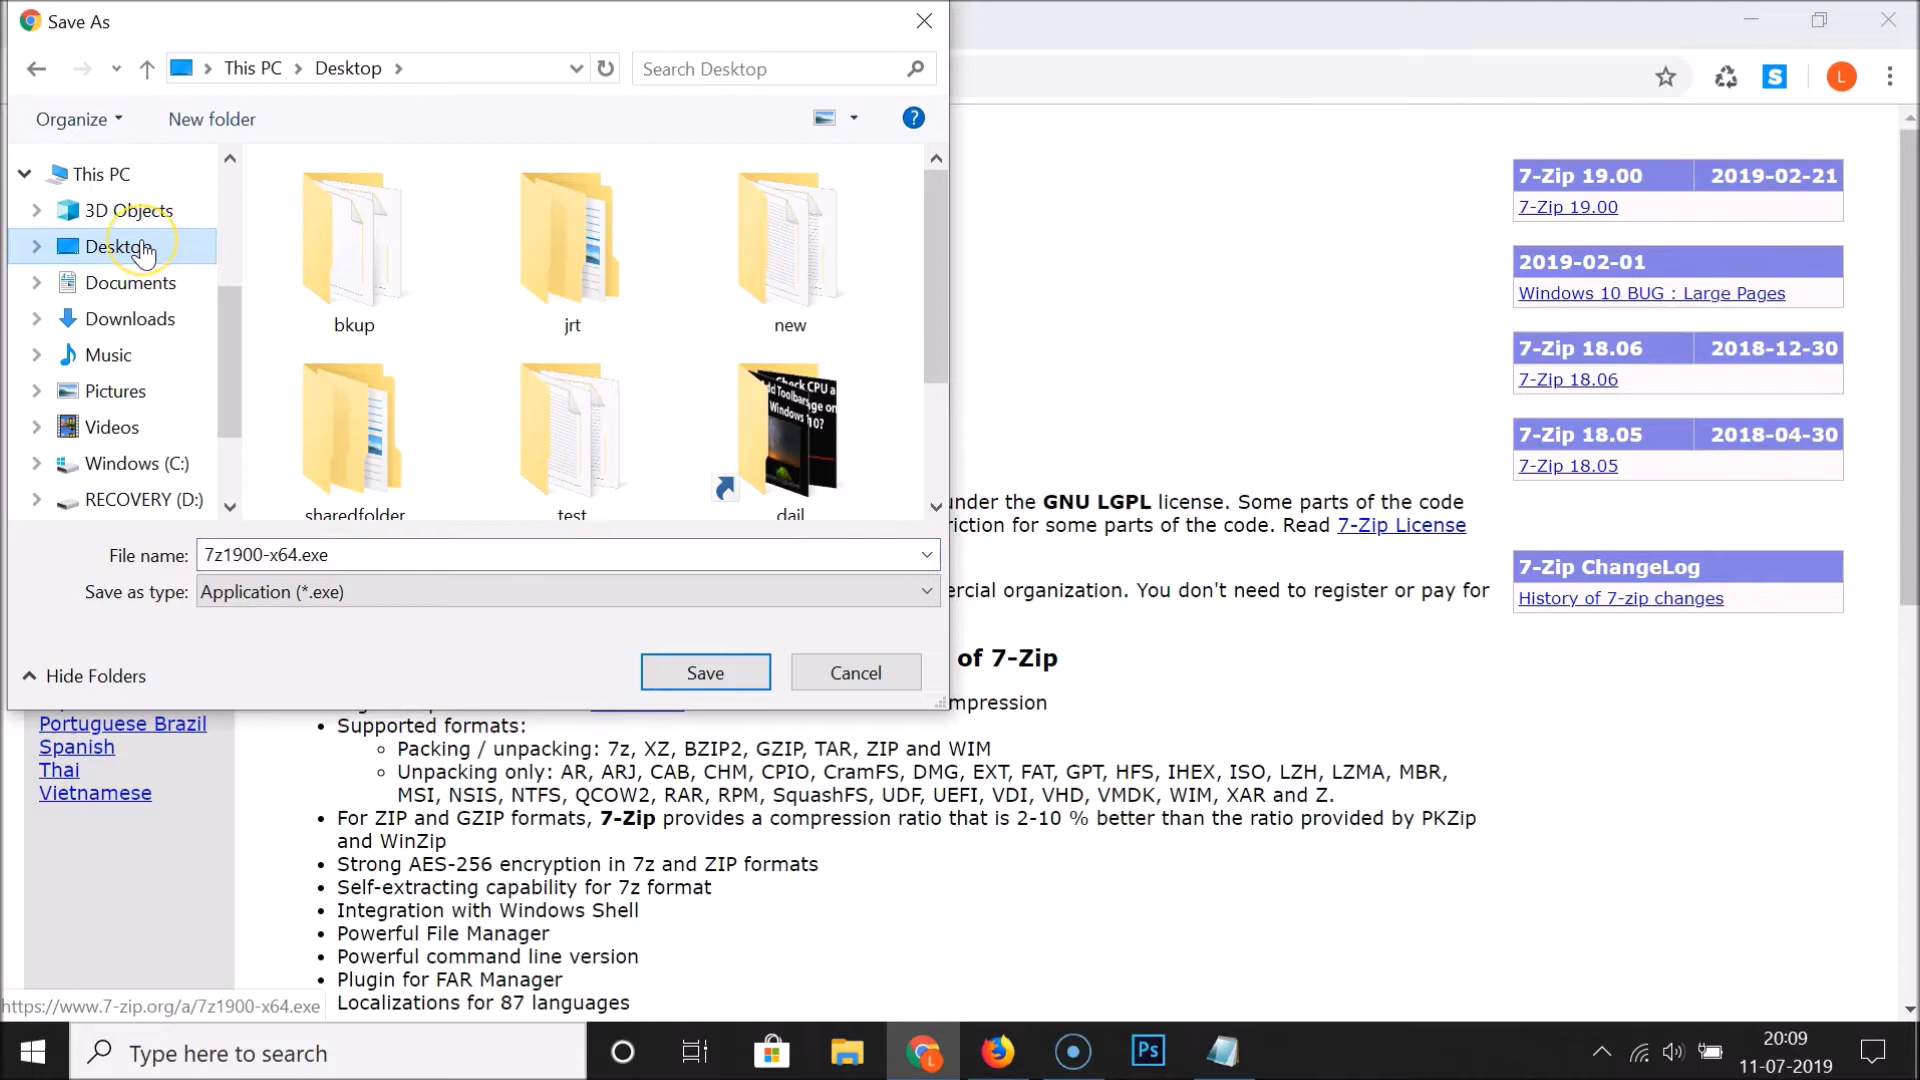 Save As
This PC > Desktop >
Search Desktop
L
Organize
New folder
?
This PC
3D Objects
Desktop
Documents
Downloads
Music
Pictures
Videos
Windows (C:)
RECOVERY (D:)
bkup
jrt
new
sharedfolder
test
dail
File name: 7z1900-x64.exe
Save as type: Application (*.exe)
Hide Folders
Save
Cancel
7-Zip 19.00 2019-02-21
7-Zip 19.00
2019-02-01
Windows 10 BUG : Large Pages
7-Zip 18.06 2018-12-30
7-Zip 18.06
7-Zip 18.05 2018-04-30
7-Zip 18.05
7-Zip ChangeLog
History of 7-zip changes
under the GNU LGPL license. Some parts of the code
riction for some parts of the code. Read 7-Zip License
ercial organization. You don't need to register or pay for
of 7-Zip
mpression
Portuguese Brazil
Spanish
Thai
Vietnamese
• Supported formats:
◦ Packing / unpacking: 7z, XZ, BZIP2, GZIP, TAR, ZIP and WIM
◦ Unpacking only: AR, ARJ, CAB, CHM, CPIO, CramFS, DMG, EXT, FAT, GPT, HFS, IHEX, ISO, LZH, LZMA, MBR,
MSI, NSIS, NTFS, QCOW2, RAR, RPM, SquashFS, UDF, UEFI, VDI, VHD, VMDK, WIM, XAR and Z.
• For ZIP and GZIP formats, 7-Zip provides a compression ratio that is 2-10 % better than the ratio provided by PKZip
and WinZip
• Strong AES-256 encryption in 7z and ZIP formats
• Self-extracting capability for 7z format
• Integration with Windows Shell
• Powerful File Manager
• Powerful command line version
• Plugin for FAR Manager
Localizations for 87 languages
https://www.7-zip.org/a/7z1900-x64.exe
Type here to search
Ps
20:09
11-07-2019